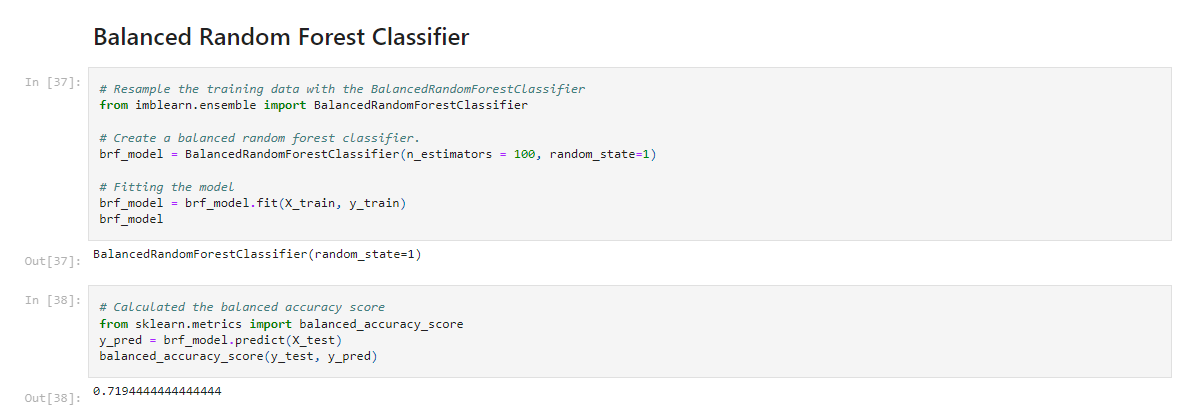 Balanced Random Forest Classifier
In [37]:
# Resample the training data with the BalancedRandomForestClassifier
from imblearn.ensemble import BalancedRandomForestClassifier
# Create a balanced random forest classifier.
brf_model = BalancedRandomForestClassifier(n_estimators = 100, random_state=1)
# Fitting the model
brf_model = brf_model.fit(X_train, y_train)
brf_model
Out[37]:
BalancedRandomForestClassifier(random_state=1)
In [38]:
# Calculated the balanced accuracy score
from sklearn.metrics import balanced_accuracy_score
y_pred = brf_model.predict(X_test)
balanced_accuracy_score(y_test, y_pred)
Out[38]:
0.7194444444444444